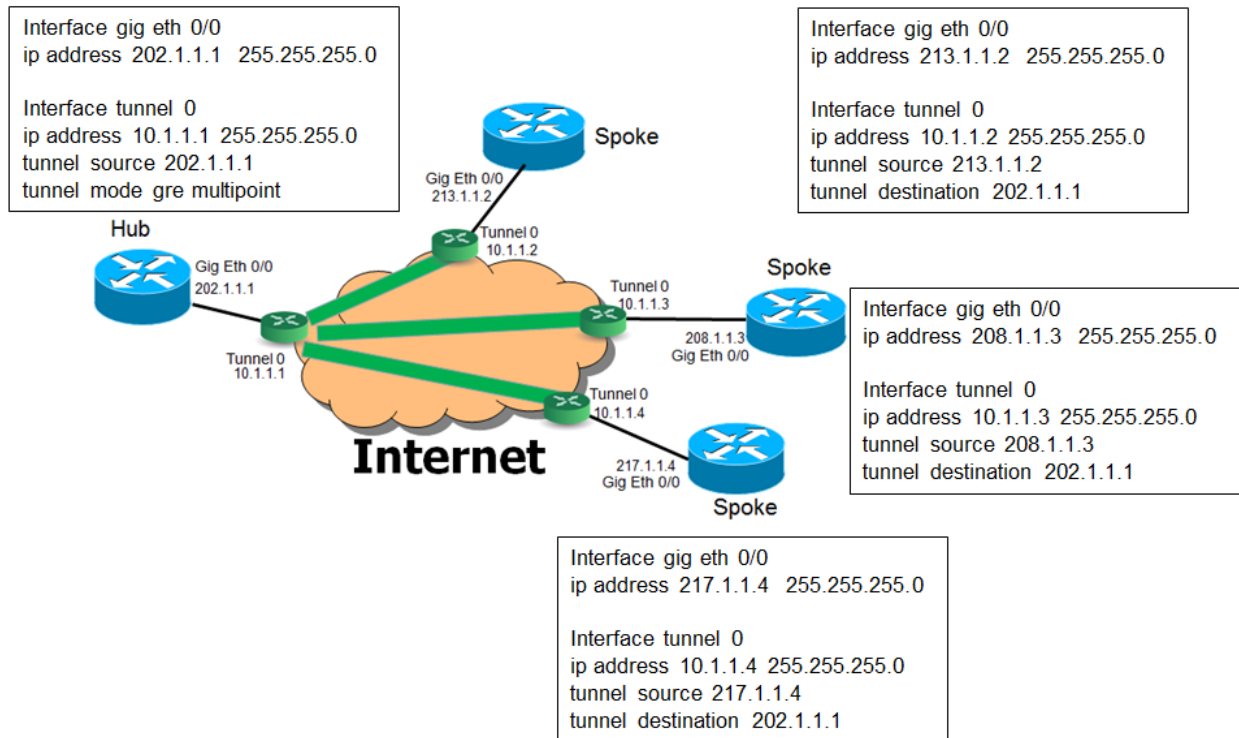 Interface gig eth 0/0
ip address 202.1.1.1  255.255.255.0
Interface tunnel 0
ip address 10.1.1.1 255.255.255.0
tunnel source 202.1.1.1
tunnel mode gre multipoint
Interface gig eth 0/0
ip address 213.1.1.2  255.255.255.0
Interface tunnel 0
ip address 10.1.1.2 255.255.255.0
tunnel source 213.1.1.2
tunnel destination 202.1.1.1
Spoke
Gig Eth 0/0
213.1.1.2
Hub
Gig Eth 0/0
202.1.1.1
Tunnel 0
10.1.1.2
Tunnel 0
10.1.1.1
Tunnel 0
10.1.1.3
Spoke
208.1.1.3
Gig Eth 0/0
Interface gig eth 0/0
ip address 208.1.1.3  255.255.255.0
Interface tunnel 0
ip address 10.1.1.3 255.255.255.0
tunnel source 208.1.1.3
tunnel destination 202.1.1.1
Tunnel 0
10.1.1.4
Internet
217.1.1.4
Gig Eth 0/0
Spoke
Interface gig eth 0/0
ip address 217.1.1.4  255.255.255.0
Interface tunnel 0
ip address 10.1.1.4 255.255.255.0
tunnel source 217.1.1.4
tunnel destination 202.1.1.1